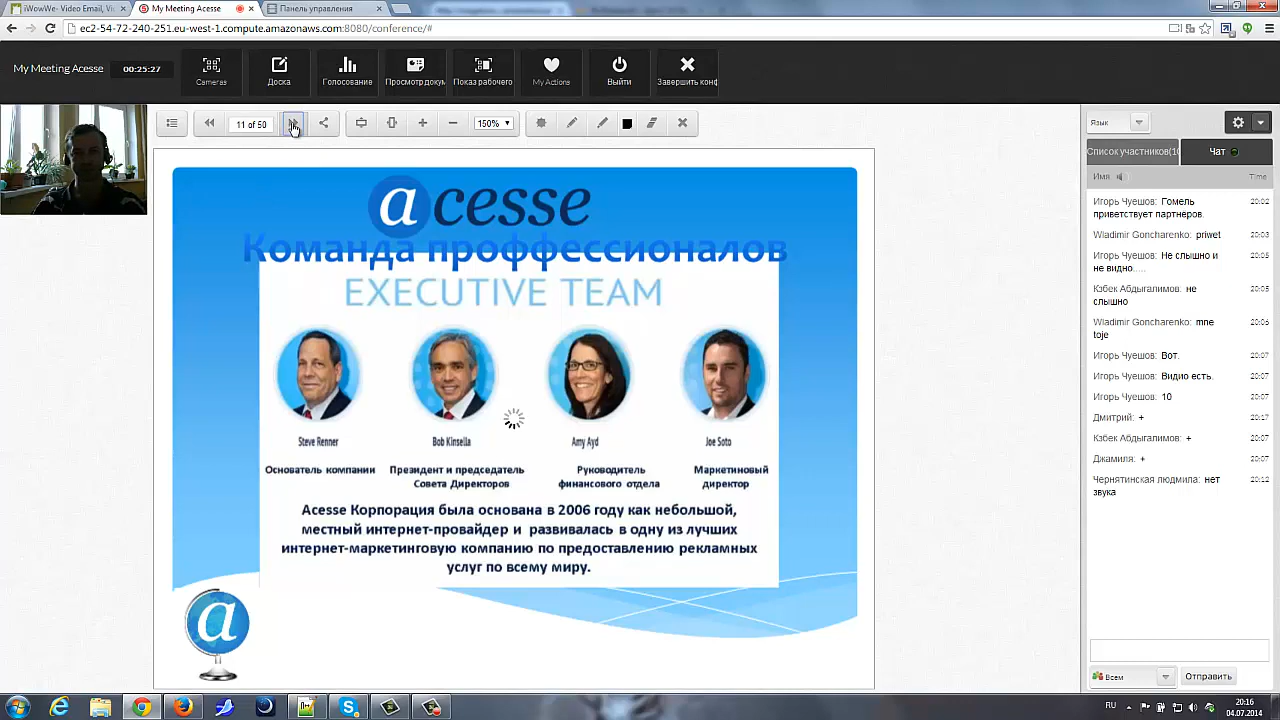 iWowWe- Video Email, Vi
My Meeting Acesse
Панель управления
ec2-54-72-240-251.eu-west-1.compute.amazonaws.com:8080/conference/#
My Meeting Acesse
00:25:27
Cameras
Доска
Голосование
Просмотр докум
Показ рабочего
My Actions
Выйти
Завершить конф
11 of 50
150%
acesse
Команда проффессионалов
EXECUTIVE TEAM
Steve Renner
Bob Kinsella
Amy Ayd
Joe Soto
Основатель компании
Президент и председатель
Совета Директоров
Руководитель
финансового отдела
Маркетиновый
директор
Acesse Корпорация была основана в 2006 году как небольшой,
местный интернет-провайдер и развивалась в одну из лучших
интернет-маркетинговую компанию по предоставлению рекламных
услуг по всему миру.
a
Язык
Список участников(10
Чат
Имя
Time
Игорь Чуешов: Гомель 20:02
приветствует партнеров.
Wladimir Goncharenko: priwet 20:03
Игорь Чуешов: Не слышно и 20:05
не видно.....
Кзбек Абдыгалимов: не 20:05
слышно
Wladimir Goncharenko: mne 20:06
toje
Игорь Чуешов: Вот. 20:07
Игорь Чуешов: Видио есть. 20:07
Игорь Чуешов: 10 20:07
Дмитрий: + 20:17
Кзбек Абдыгалимов: + 20:07
Джамиля: + 20:07
Чернятинская людмила: нет 20:12
звука
Всем
Отправить
RU
20:16
04.07.2014